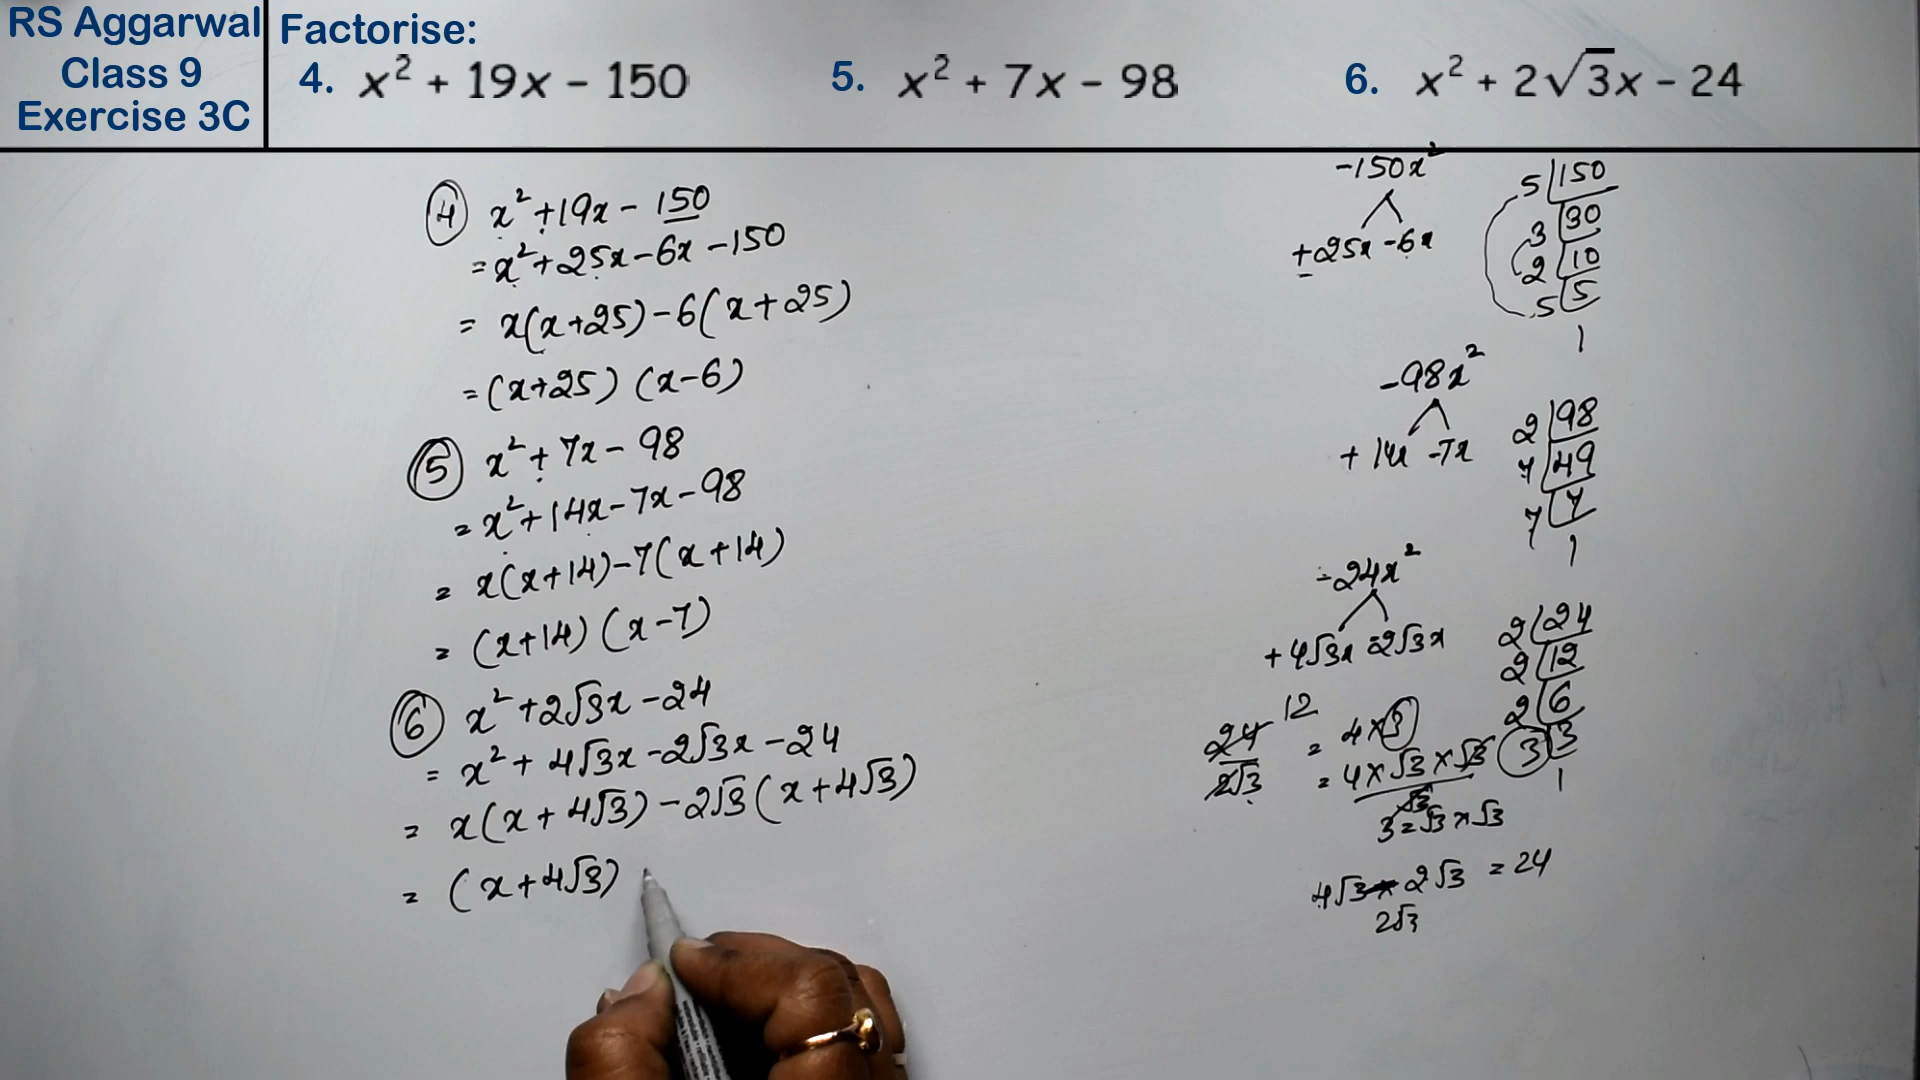 RS Aggarwal
Class 9
Exercise 3C
Factorise:
4. x² + 19x − 150
5. x² + 7x − 98
6. x² + 2√3x − 24
④ x² + 19x − 150
= x² + 25x − 6x − 150
= x(x + 25) − 6(x + 25)
= (x + 25) (x − 6)
⑤ x² + 7x − 98
= x² + 14x − 7x − 98
= x(x + 14) − 7(x + 14)
= (x + 14) (x − 7)
⑥ x² + 2√3x − 24
= x² + 4√3x − 2√3x − 24
= x(x + 4√3) − 2√3(x + 4√3)
= (x + 4√3)
−150x²
+25x −6x
5 | 150
3 | 30
2 | 10
5 | 5
1
−98x²
+14x −7x
2 | 98
7 | 49
7 | 7
1
−24x²
+4√3x −2√3x
2 | 24
2 | 12
2 | 6
3 | 3
1
24 12
2√3
= 4×3
= 4×√3×√3
√3
3=√3×√3
4√3 × 2√3 = 24
2√3